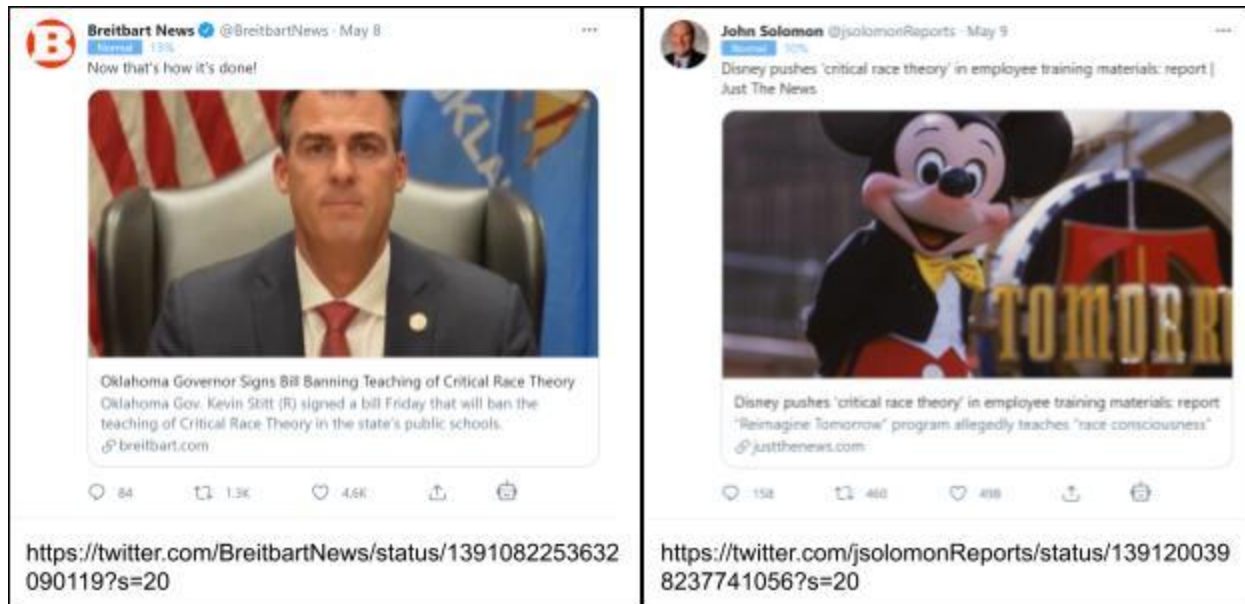 B
Breitbart News @BreitbartNews · May 8
Normal 13%
Now that's how it's done!
OKLA
Oklahoma Governor Signs Bill Banning Teaching of Critical Race Theory
Oklahoma Gov. Kevin Stitt (R) signed a bill Friday that will ban the
teaching of Critical Race Theory in the state's public schools.
breitbart.com
84 1.3K 4.6K
https://twitter.com/BreitbartNews/status/1391082253632
090119?s=20
John Solomon @jsolomonReports · May 9
Normal 10%
Disney pushes 'critical race theory' in employee training materials: report |
Just The News
T
TOMORR
Disney pushes 'critical race theory' in employee training materials: report
"Reimagine Tomorrow" program allegedly teaches "race consciousness"
justthenews.com
158 460 498
https://twitter.com/jsolomonReports/status/139120039
8237741056?s=20